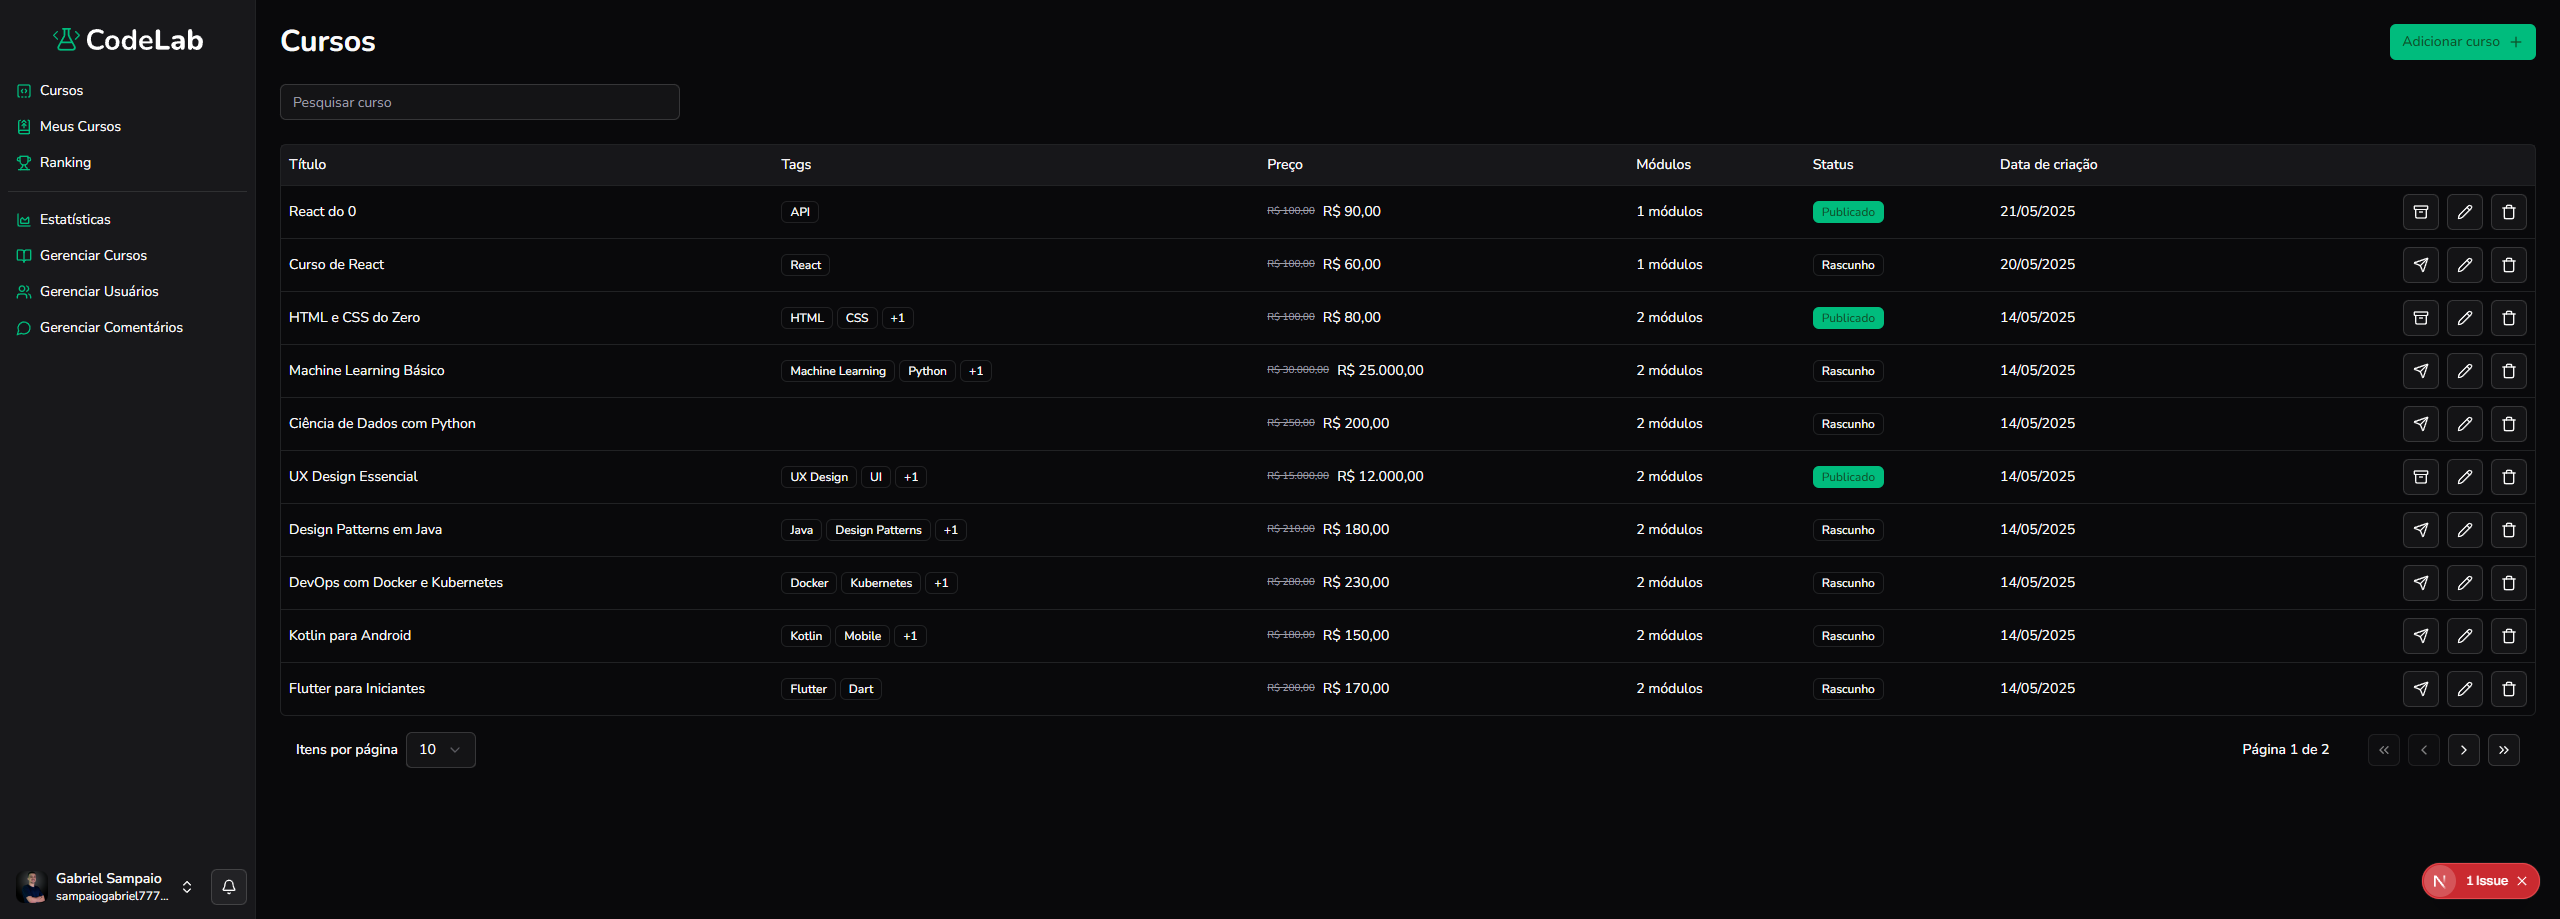 CodeLab
Cursos
Meus Cursos
Ranking
Estatísticas
Gerenciar Cursos
Gerenciar Usuários
Gerenciar Comentários
Gabriel Sampaio
sampaiogabriel777...
Cursos
Adicionar curso
Pesquisar curso
Título Tags Preço Módulos Status Data de criação
React do 0 API R$ 100,00 R$ 90,00 1 módulos Publicado 21/05/2025
Curso de React React R$ 100,00 R$ 60,00 1 módulos Rascunho 20/05/2025
HTML e CSS do Zero HTML CSS +1 R$ 100,00 R$ 80,00 2 módulos Publicado 14/05/2025
Machine Learning Básico Machine Learning Python +1 R$ 30.000,00 R$ 25.000,00 2 módulos Rascunho 14/05/2025
Ciência de Dados com Python R$ 250,00 R$ 200,00 2 módulos Rascunho 14/05/2025
UX Design Essencial UX Design UI +1 R$ 15.000,00 R$ 12.000,00 2 módulos Publicado 14/05/2025
Design Patterns em Java Java Design Patterns +1 R$ 210,00 R$ 180,00 2 módulos Rascunho 14/05/2025
DevOps com Docker e Kubernetes Docker Kubernetes +1 R$ 280,00 R$ 230,00 2 módulos Rascunho 14/05/2025
Kotlin para Android Kotlin Mobile +1 R$ 180,00 R$ 150,00 2 módulos Rascunho 14/05/2025
Flutter para Iniciantes Flutter Dart R$ 200,00 R$ 170,00 2 módulos Rascunho 14/05/2025
Itens por página 10 Página 1 de 2
N 1 Issue